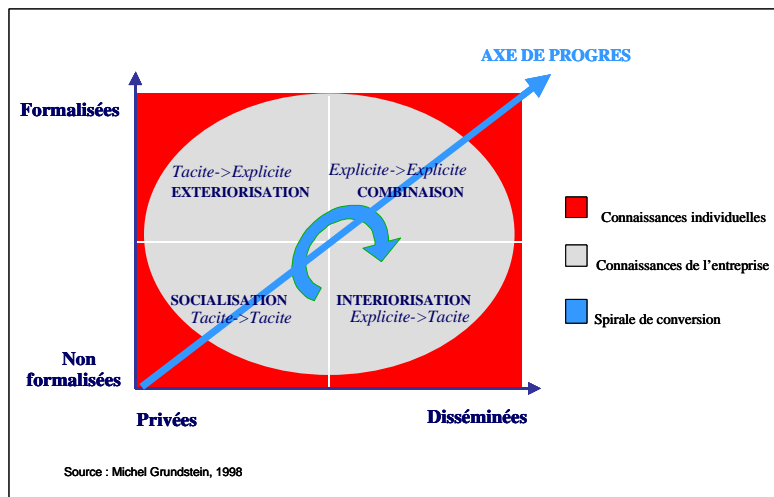 AXE DE PROGRES
Formalisées
Tacite->Explicite
EXTERIORISATION
Explicite->Explicite
COMBINAISON
Connaissances individuelles
Connaissances de l'entreprise
SOCIALISATION
Tacite->Tacite
INTERIORISATION
Explicite->Tacite
Spirale de conversion
Non
formalisées
Privées
Disséminées
Source : Michel Grundstein, 1998